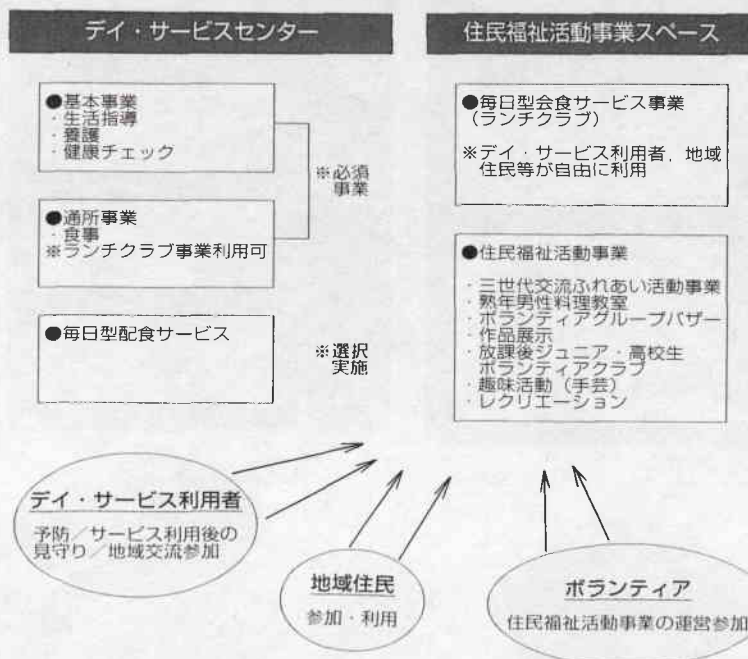 デイ・サービスセンター
●基本事業
・生活指導
・養護
・健康チェック
●通所事業
・食事
※ランチクラブ事業利用可
※必須
事業
●毎日型配食サービス
※選択
実施
住民福祉活動事業スペース
●毎日型会食サービス事業
（ランチクラブ）
※デイ・サービス利用者，地域
住民等が自由に利用
●住民福祉活動事業
・三世代交流ふれあい活動事業
・熟年男性料理教室
・ボランティアグループバザー
・作品展示
・放課後ジュニア・高校生
ボランティアクラブ
・趣味活動（手芸）
・レクリエーション
デイ・サービス利用者
予防／サービス利用後の
見守り／地域交流参加
地域住民
参加・利用
ボランティア
住民福祉活動事業の運営参加